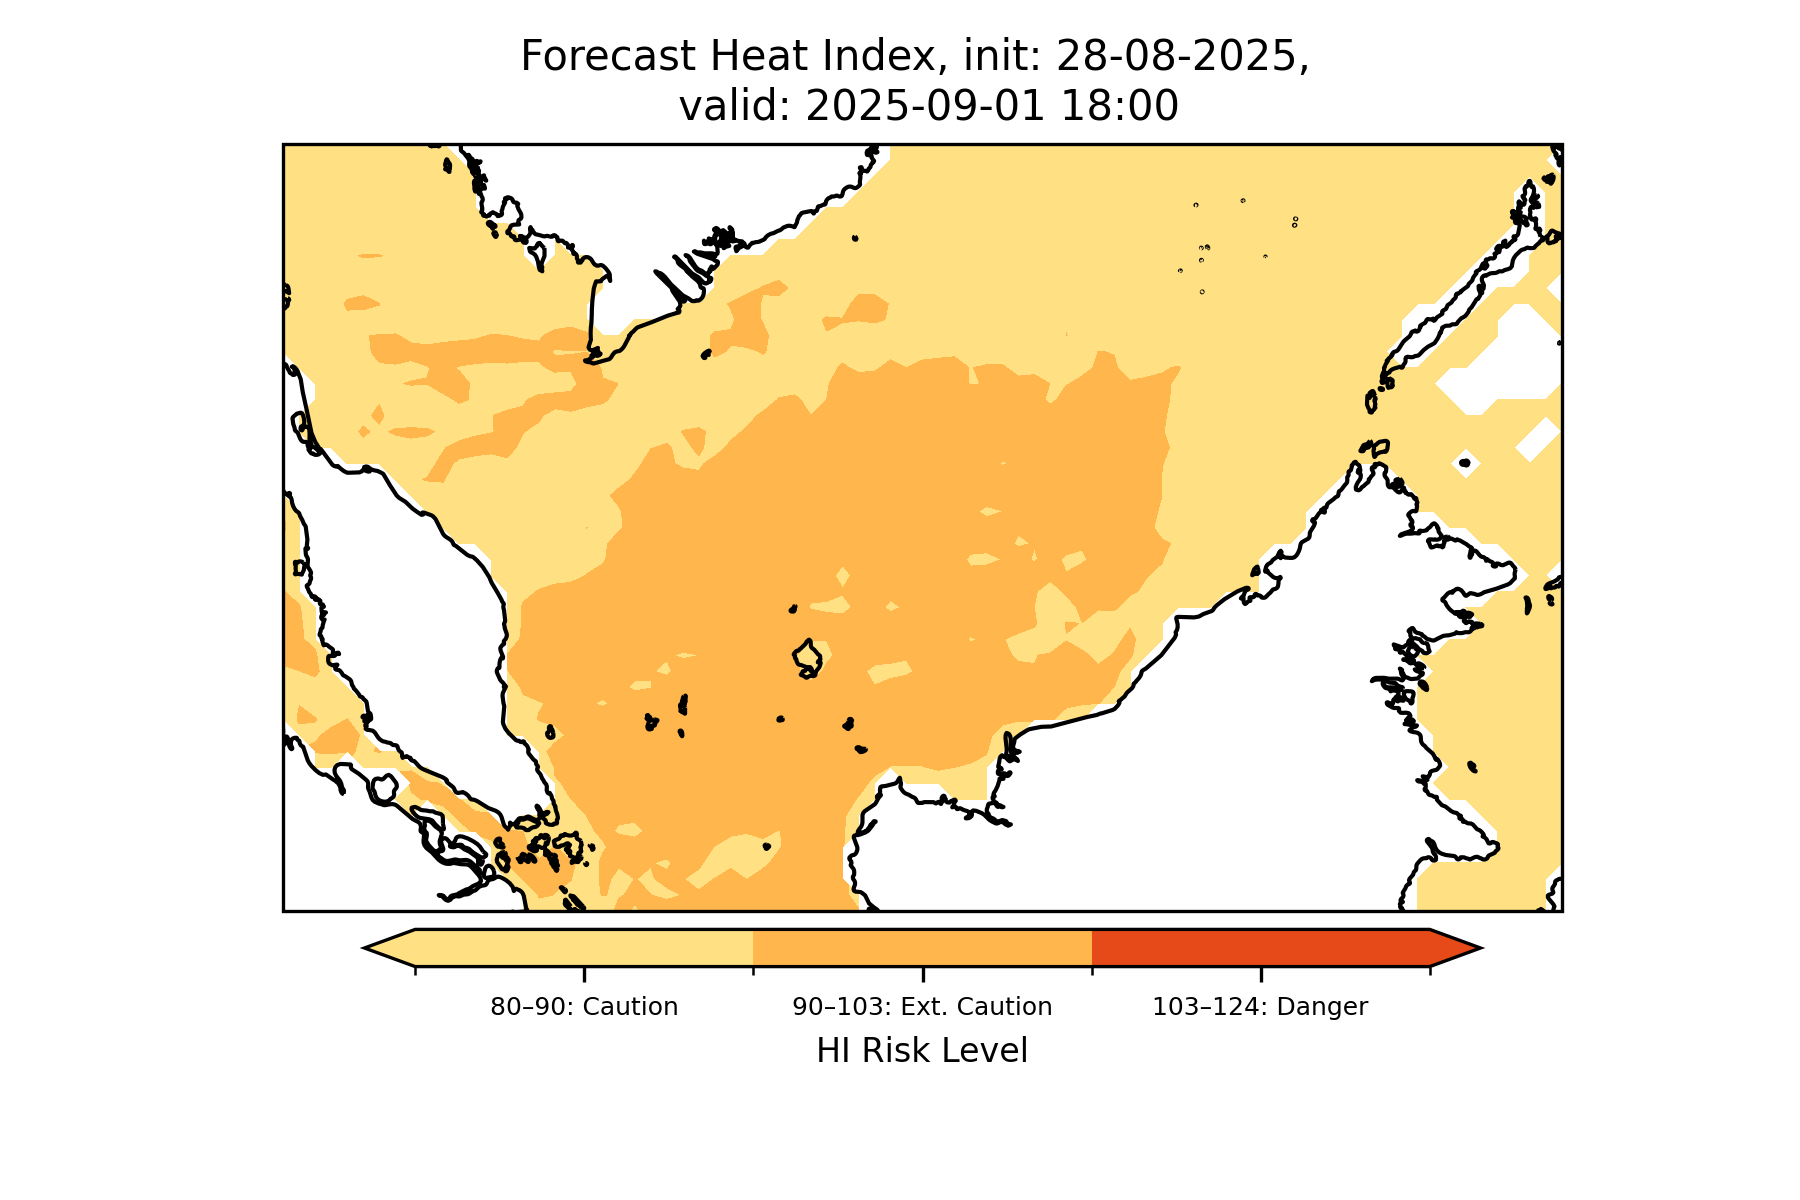 Forecast Heat Index, init: 28-08-2025,
valid: 2025-09-01 18:00
80–90: Caution
90–103: Ext. Caution
103–124: Danger
HI Risk Level